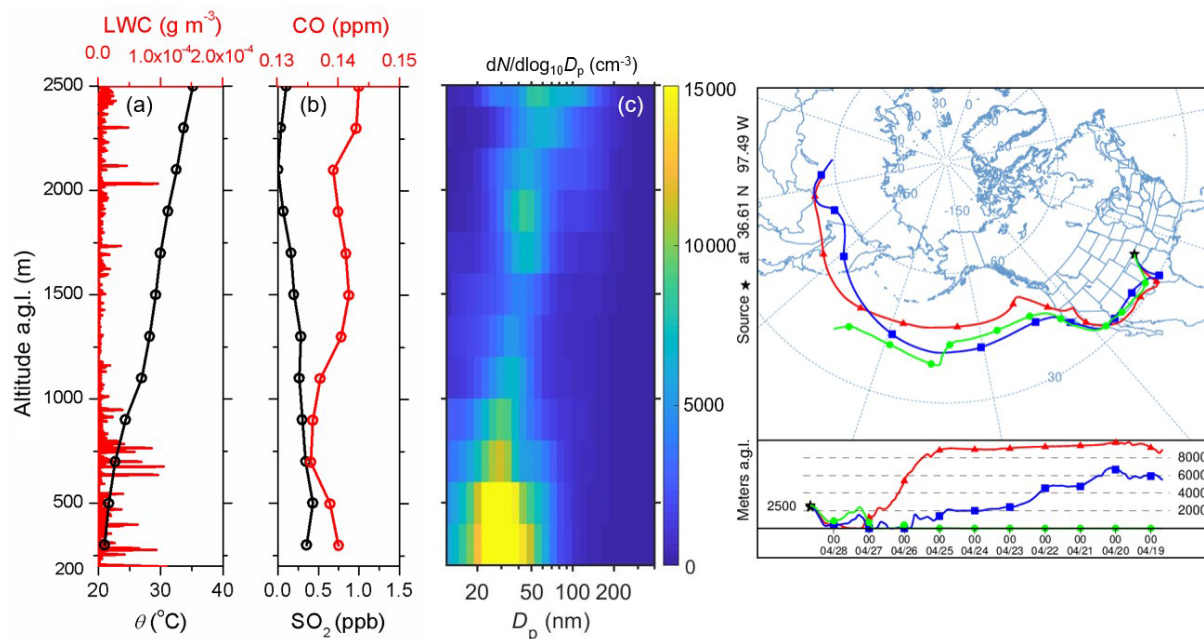 LWC (g m⁻³)
0.0 1.0x10⁻⁴ 2.0x10⁻⁴
CO (ppm)
0.13 0.14 0.15
dN/dlog₁₀Dₚ (cm⁻³)
(a)
(b)
(c)
Altitude a.g.l. (m)
2500
2000
1500
1000
500
200
20 30 40
θ (°C)
0.0 0.5 1.0 1.5
SO₂ (ppb)
20 50 100 200
Dₚ (nm)
15000
10000
5000
0
Source ★ at 36.61 N 97.49 W
30
0
-150
60
30
Meters a.g.l.
2500
8000
6000
4000
2000
00 00 00 00 00 00 00 00 00 00
04/28 04/27 04/26 04/25 04/24 04/23 04/22 04/21 04/20 04/19